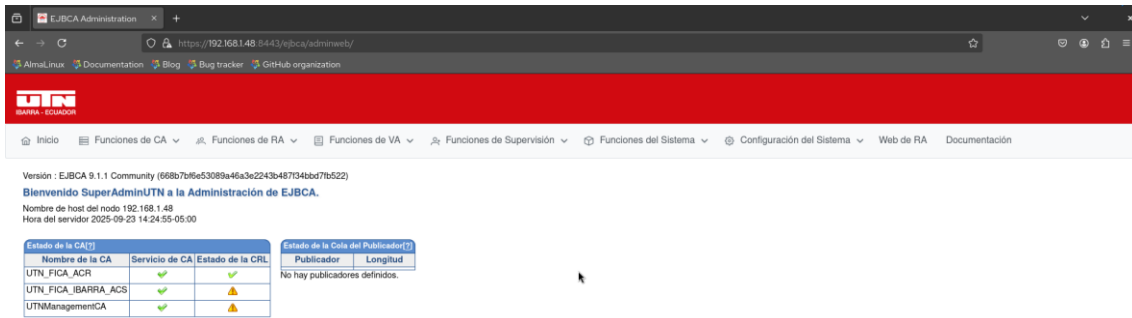 EJBCA Administration
https://192.168.1.48:8443/ejbca/adminweb/
AlmaLinux Documentation Blog Bug tracker GitHub organization
UTN
IBARRA - ECUADOR
Inicio Funciones de CA Funciones de RA Funciones de VA Funciones de Supervisión Funciones del Sistema Configuración del Sistema Web de RA Documentación
Versión : EJBCA 9.1.1 Community (668b7bf6e53089a46a3e2243b487f34bbd7fb522)
Bienvenido SuperAdminUTN a la Administración de EJBCA.
Nombre de host del nodo 192.168.1.48
Hora del servidor 2025-09-23 14:24:55-05:00
Estado de la CA[?] Estado de la Cola del Publicador[?]
Nombre de la CA Servicio de CA Estado de la CRL Publicador Longitud
UTN_FICA_ACR No hay publicadores definidos.
UTN_FICA_IBARRA_ACS
UTNManagementCA